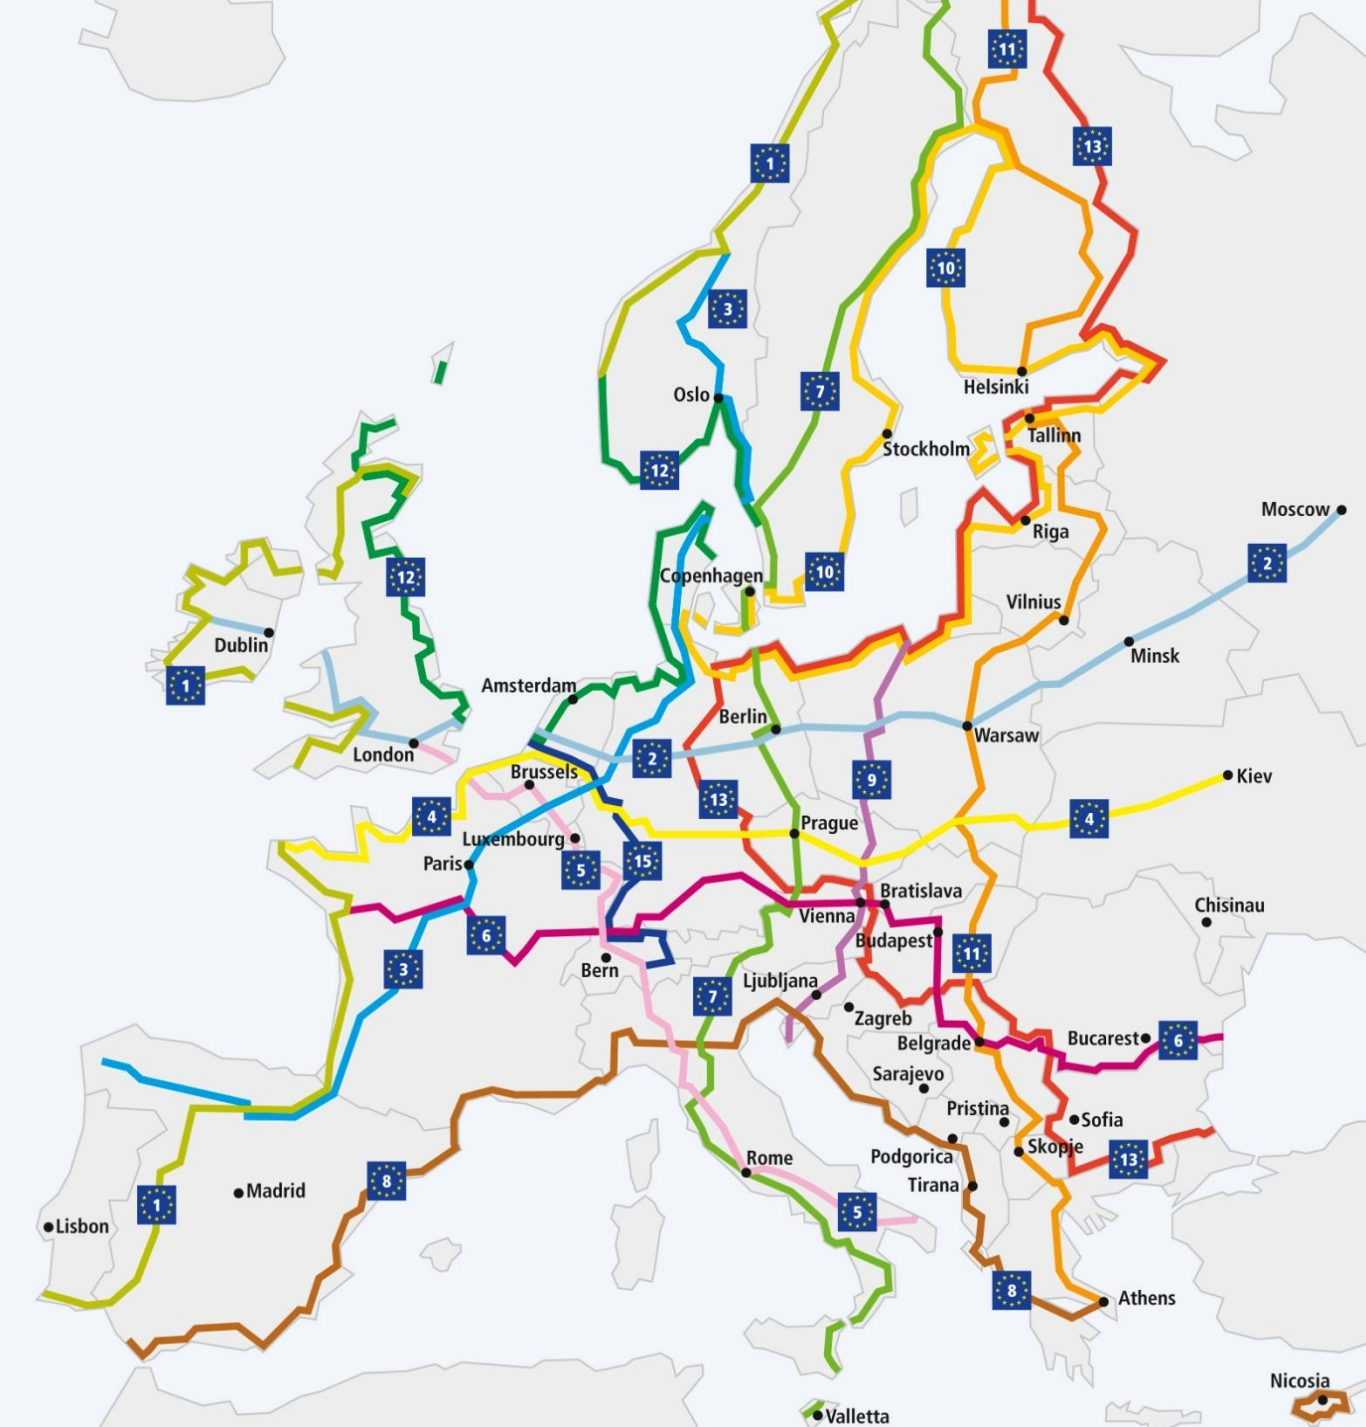 11
13
1
10
3
7
Helsinki
Oslo
Stockholm
Tallinn
12
Moscow
Riga
2
10
12
Copenhagen
Vilnius
Dublin
Minsk
1
Amsterdam
Berlin
Warsaw
London
2
Brussels
9
Kiev
13
4
4
Prague
Luxembourg
15
Paris
5
Bratislava
Chisinau
Vienna
6
Budapest
11
3
Bern
Ljubljana
7
Zagreb
Bucarest
6
Belgrade
Sarajevo
Pristina
Sofia
Skopje
Podgorica
13
Rome
8
Tirana
Madrid
1
5
Lisbon
8
Athens
Nicosia
Valletta